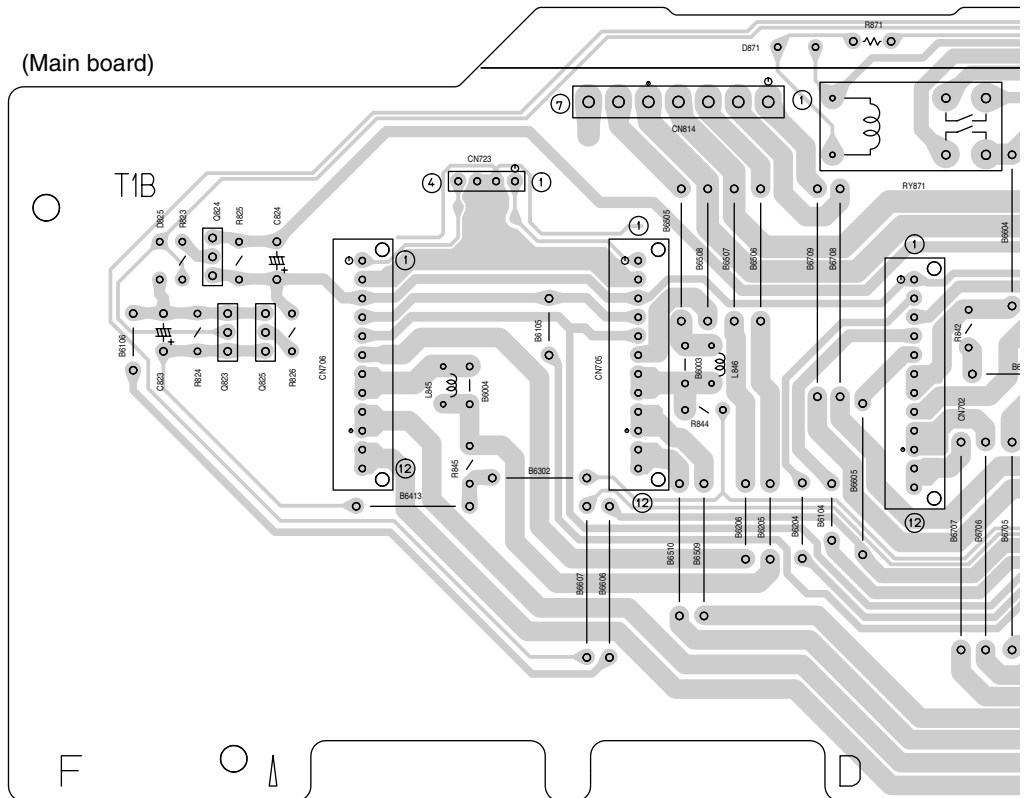 (Main board)
R871
D871
7
1
CN814
RY871
T1B
CN723
4
1
D825
R823
Q824
R825
C824
B6106
C823
R824
Q823
Q825
R826
CN706
1
12
L845
B6004
R845
B6413
B6302
B6105
CN705
1
12
B6505
B6508
B6507
B6506
B6003
L846
R844
B6709
B6708
B6605
B6604
1
R842
B6
CN702
12
B6607
B6606
B6510
B6509
B6206
B6205
B6204
B6104
B6707
B6706
B6705
F
D